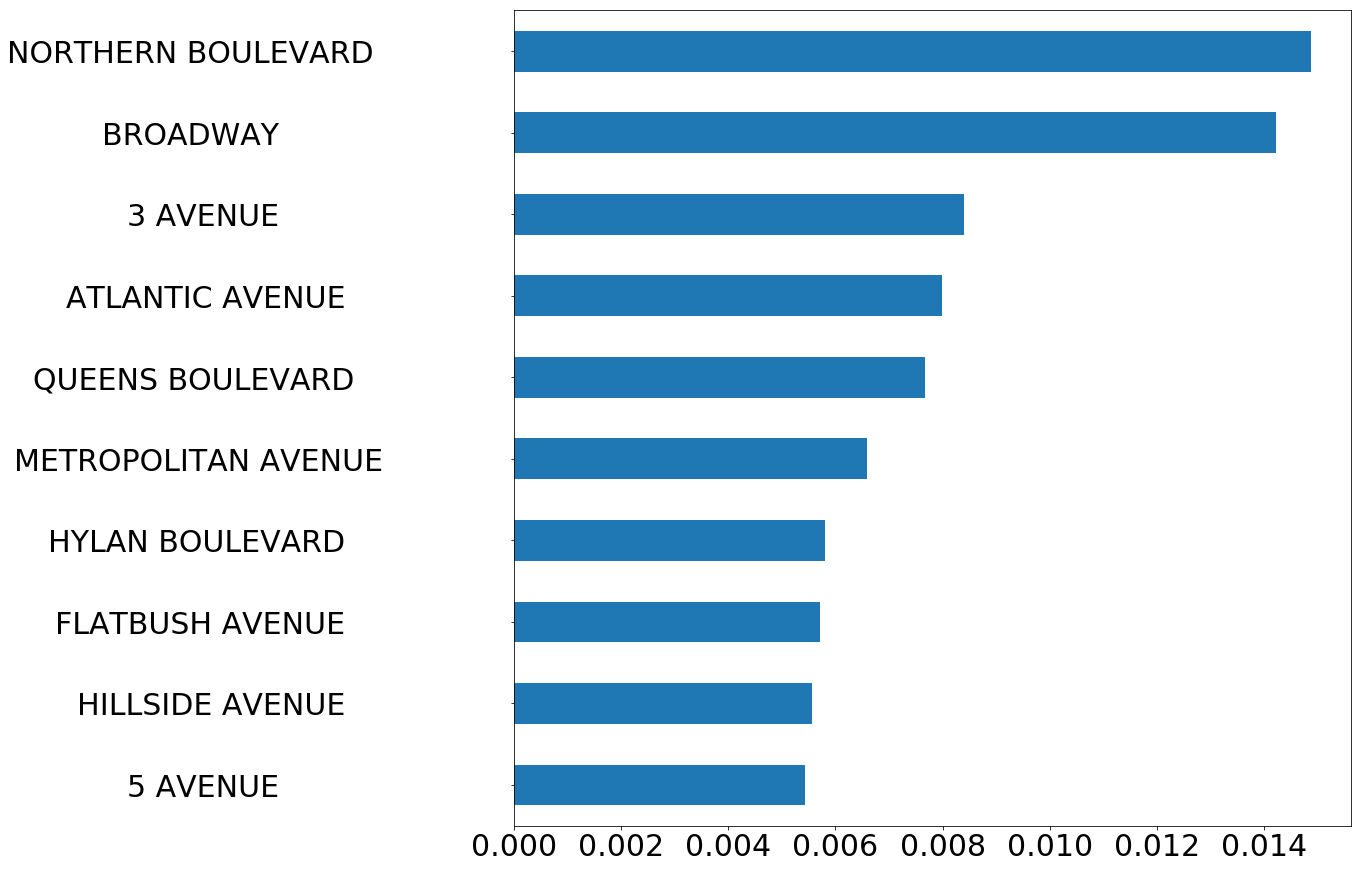 NORTHERN BOULEVARD
BROADWAY
3 AVENUE
ATLANTIC AVENUE
QUEENS BOULEVARD
METROPOLITAN AVENUE
HYLAN BOULEVARD
FLATBUSH AVENUE
HILLSIDE AVENUE
5 AVENUE
0.000 0.002 0.004 0.006 0.008 0.010 0.012 0.014